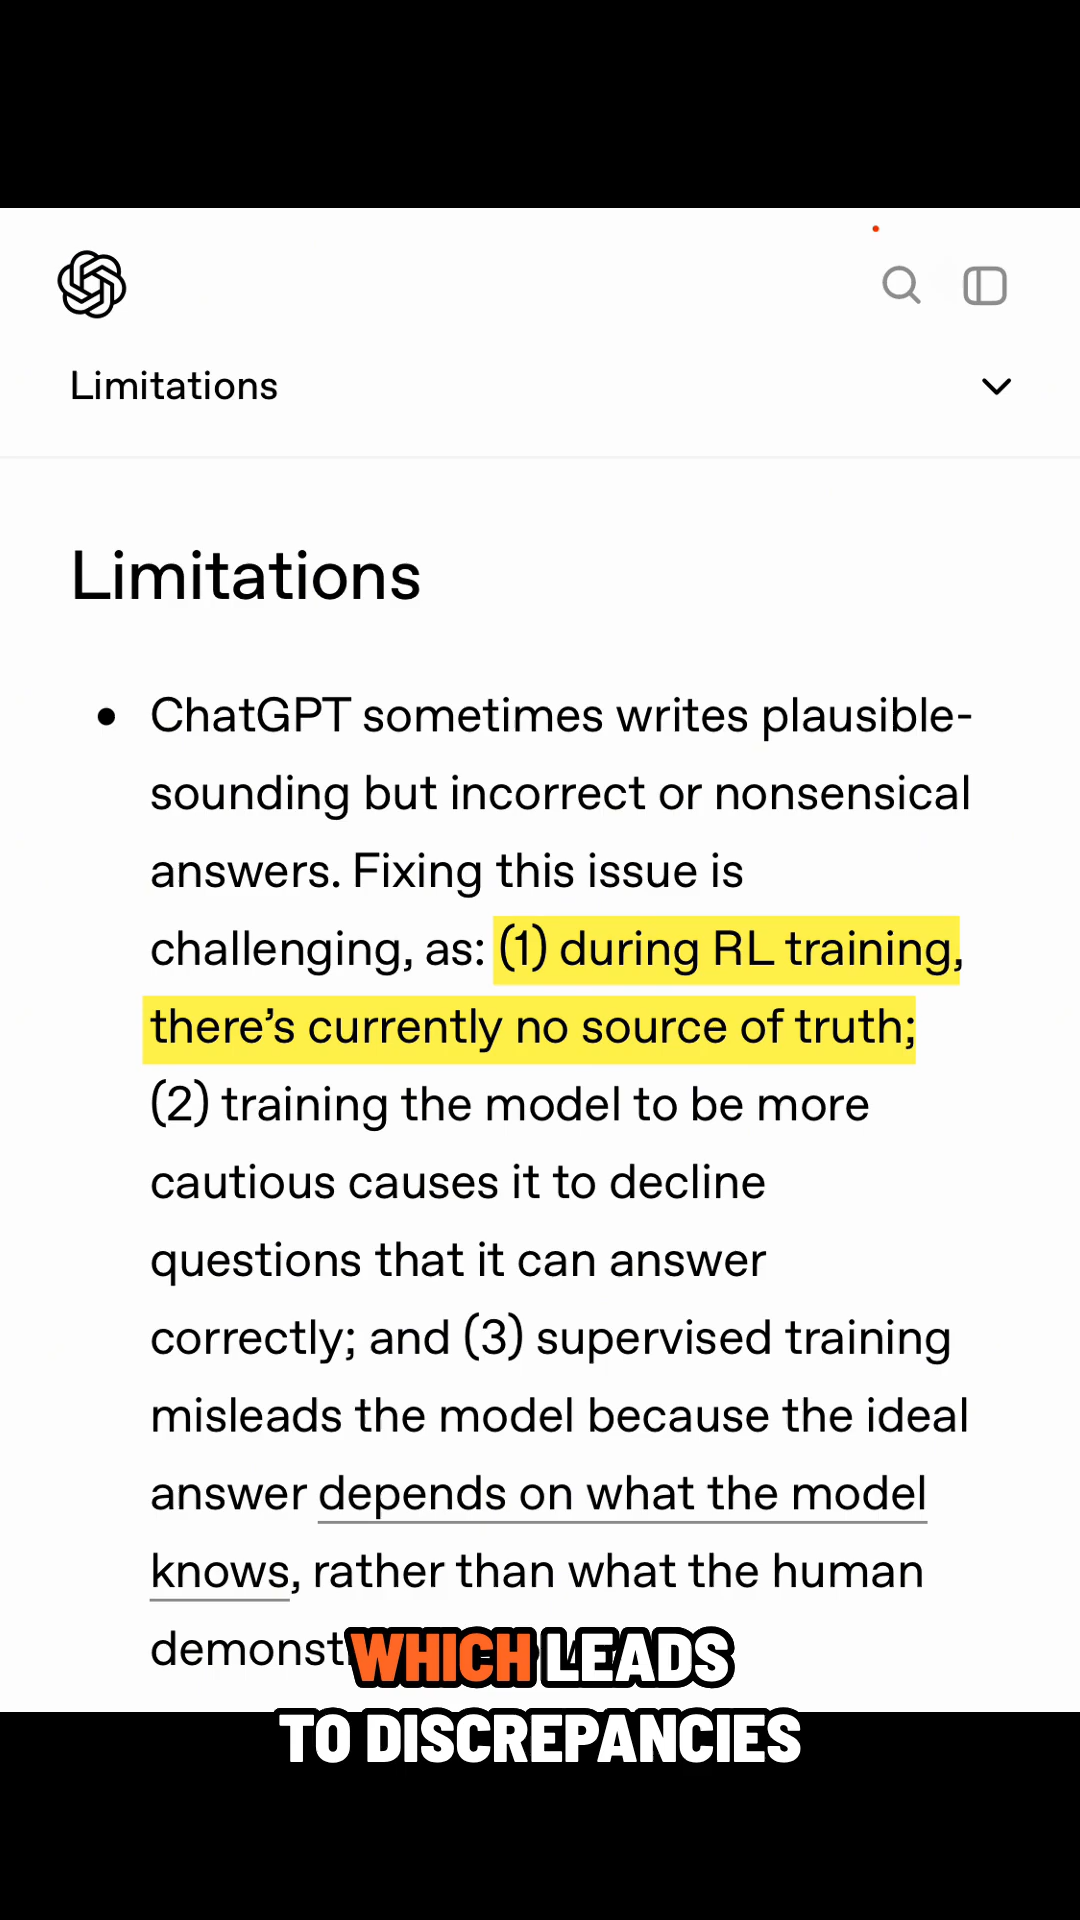 Limitations
Limitations
ChatGPT sometimes writes plausible-
sounding but incorrect or nonsensical
answers. Fixing this issue is
challenging, as: (1) during RL training,
there's currently no source of truth;
(2) training the model to be more
cautious causes it to decline
questions that it can answer
correctly; and (3) supervised training
misleads the model because the ideal
answer depends on what the model
knows, rather than what the human
WHICH LEADS
TO DISCREPANCIES